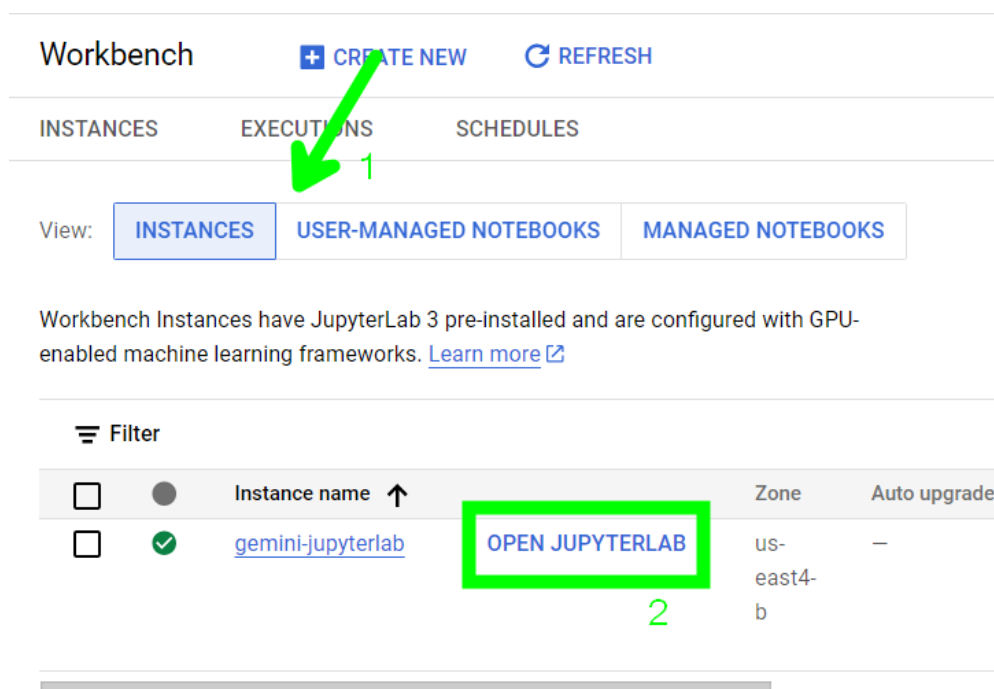 Workbench CREATE NEW REFRESH
INSTANCES EXECUTIONS SCHEDULES
1
View: INSTANCES USER-MANAGED NOTEBOOKS MANAGED NOTEBOOKS
Workbench Instances have JupyterLab 3 pre-installed and are configured with GPU-
enabled machine learning frameworks. Learn more
Filter
Instance name Zone Auto upgrade
gemini-jupyterlab OPEN JUPYTERLAB us-
east4-
b
2